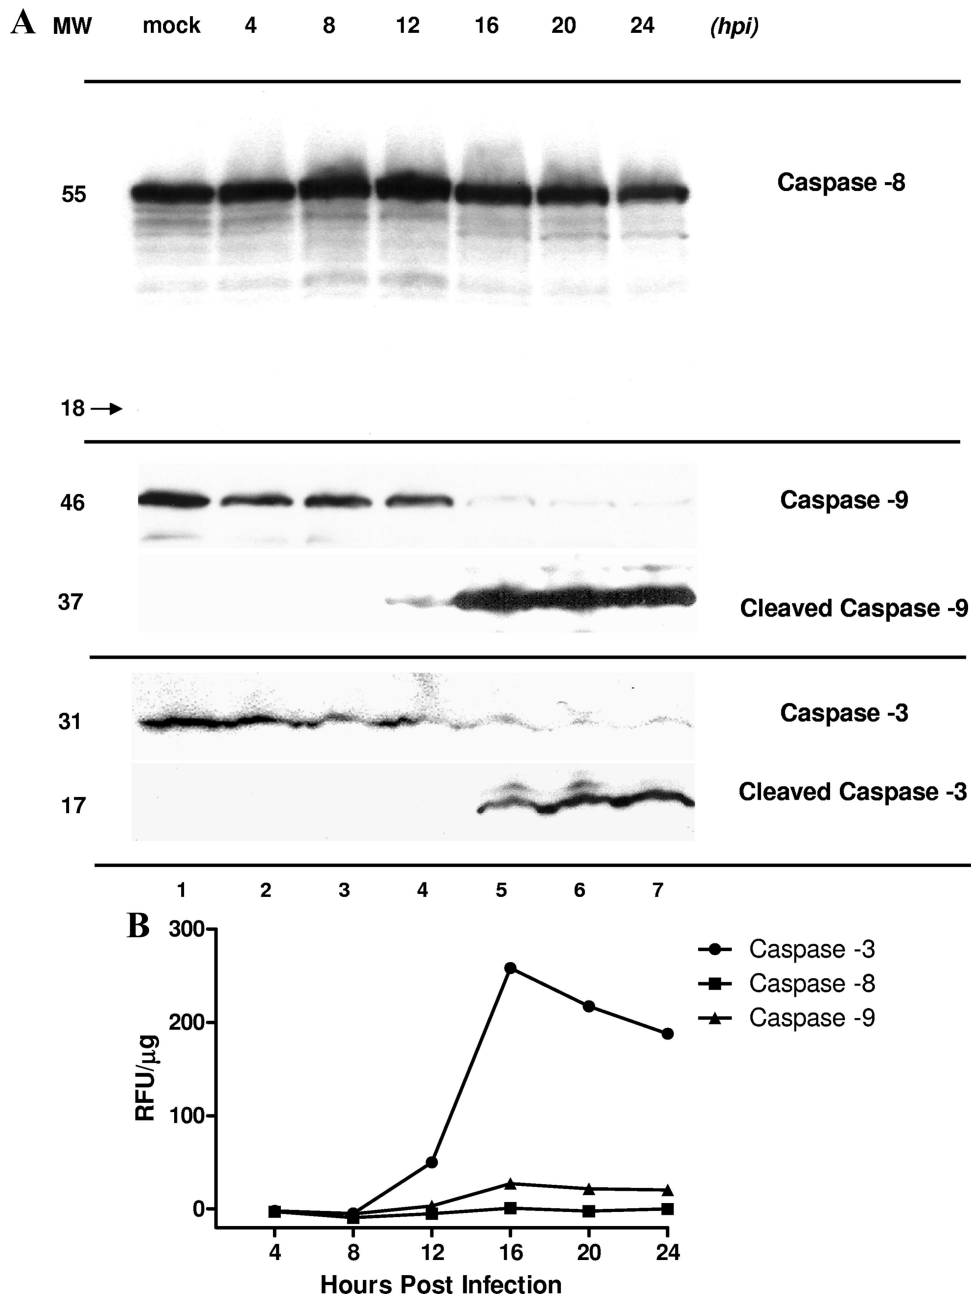 A MW mock 4 8 12 16 20 24 (hpi)
55 Caspase -8
18
46 Caspase -9
37 Cleaved Caspase -9
31 Caspase -3
17 Cleaved Caspase -3
1 2 3 4 5 6 7
B
300
200
100
0
RFU/μg
Caspase -3
Caspase -8
Caspase -9
4 8 12 16 20 24
Hours Post Infection